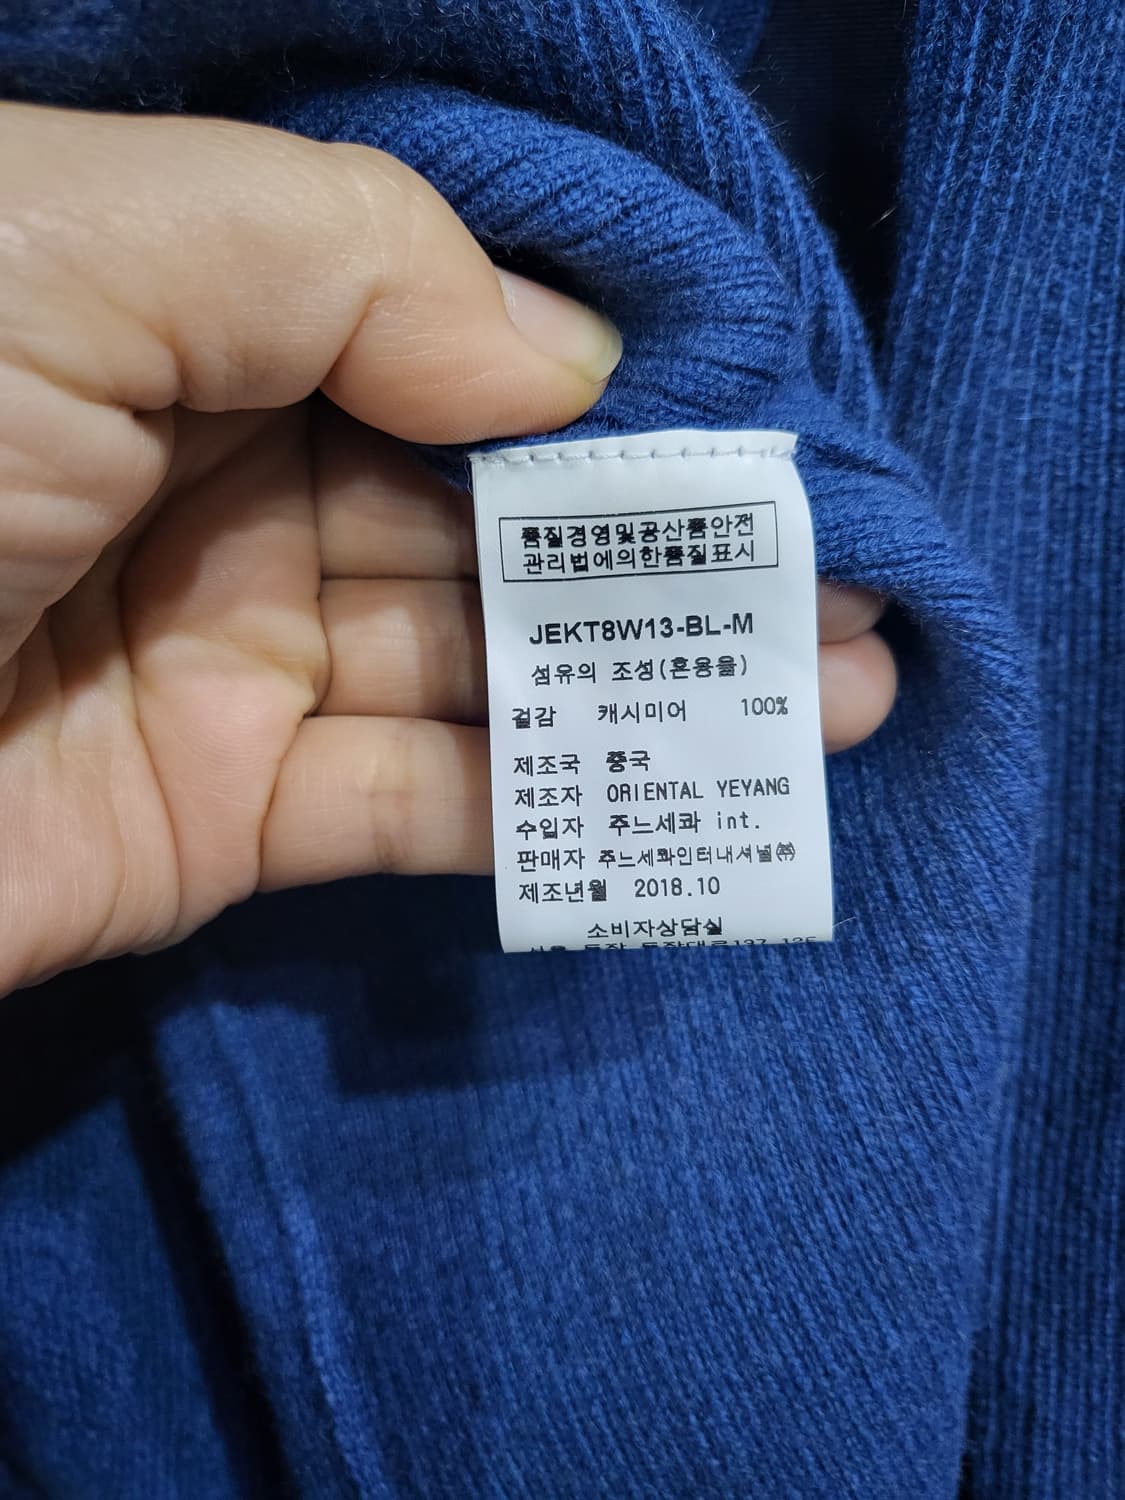 품질경영및공산품안전
관리법에의한품질표시
JEKT8W13-BL-M
섬유의 조성(혼용율)
겉감 캐시미어 100%
제조국 중국
제조자 ORIENTAL YEYANG
수입자 주느세콰 int.
판매자 주느세콰인터내셔널㈜
제조년월 2018.10
소비자상담실